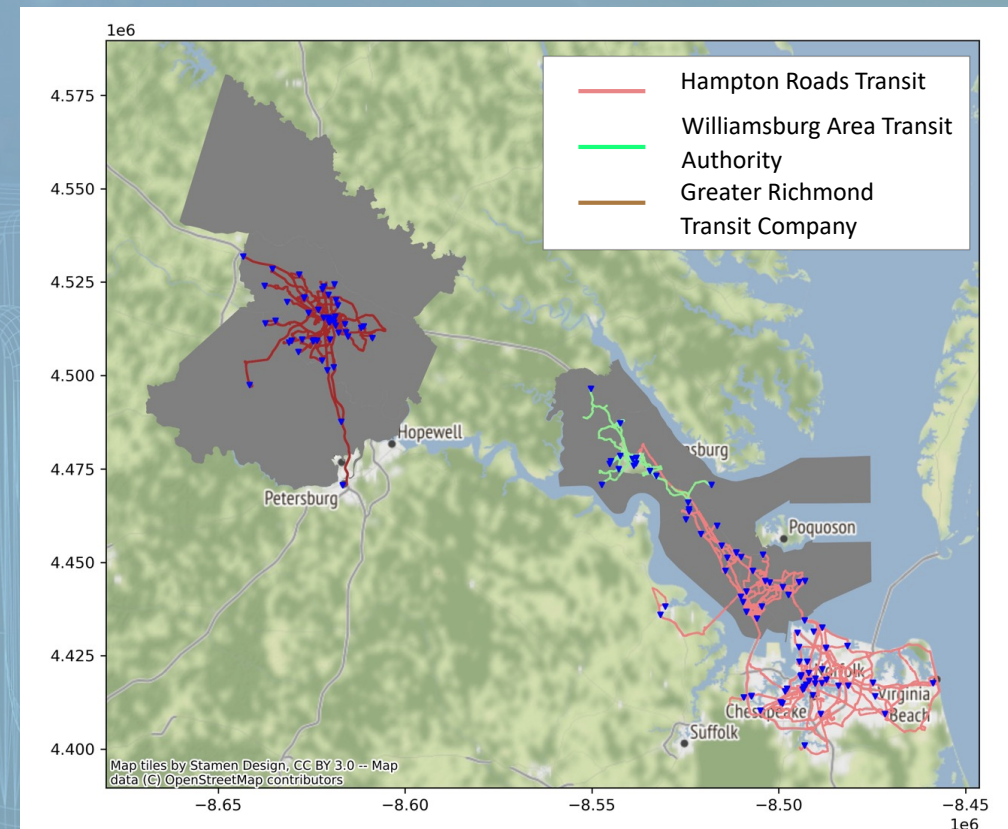 1e6
Hampton Roads Transit
Williamsburg Area Transit
Authority
Greater Richmond
Transit Company
4.575
4.550
4.525
4.500
4.475
4.450
4.425
4.400
Hopewell
Petersburg
nsburg
Poquoson
Norfolk
Virginia
Beach
Chesapeake
Suffolk
Map tiles by Stamen Design, CC BY 3.0 -- Map
data (C) OpenStreetMap contributors
−8.65
−8.60
−8.55
−8.50
−8.45
1e6